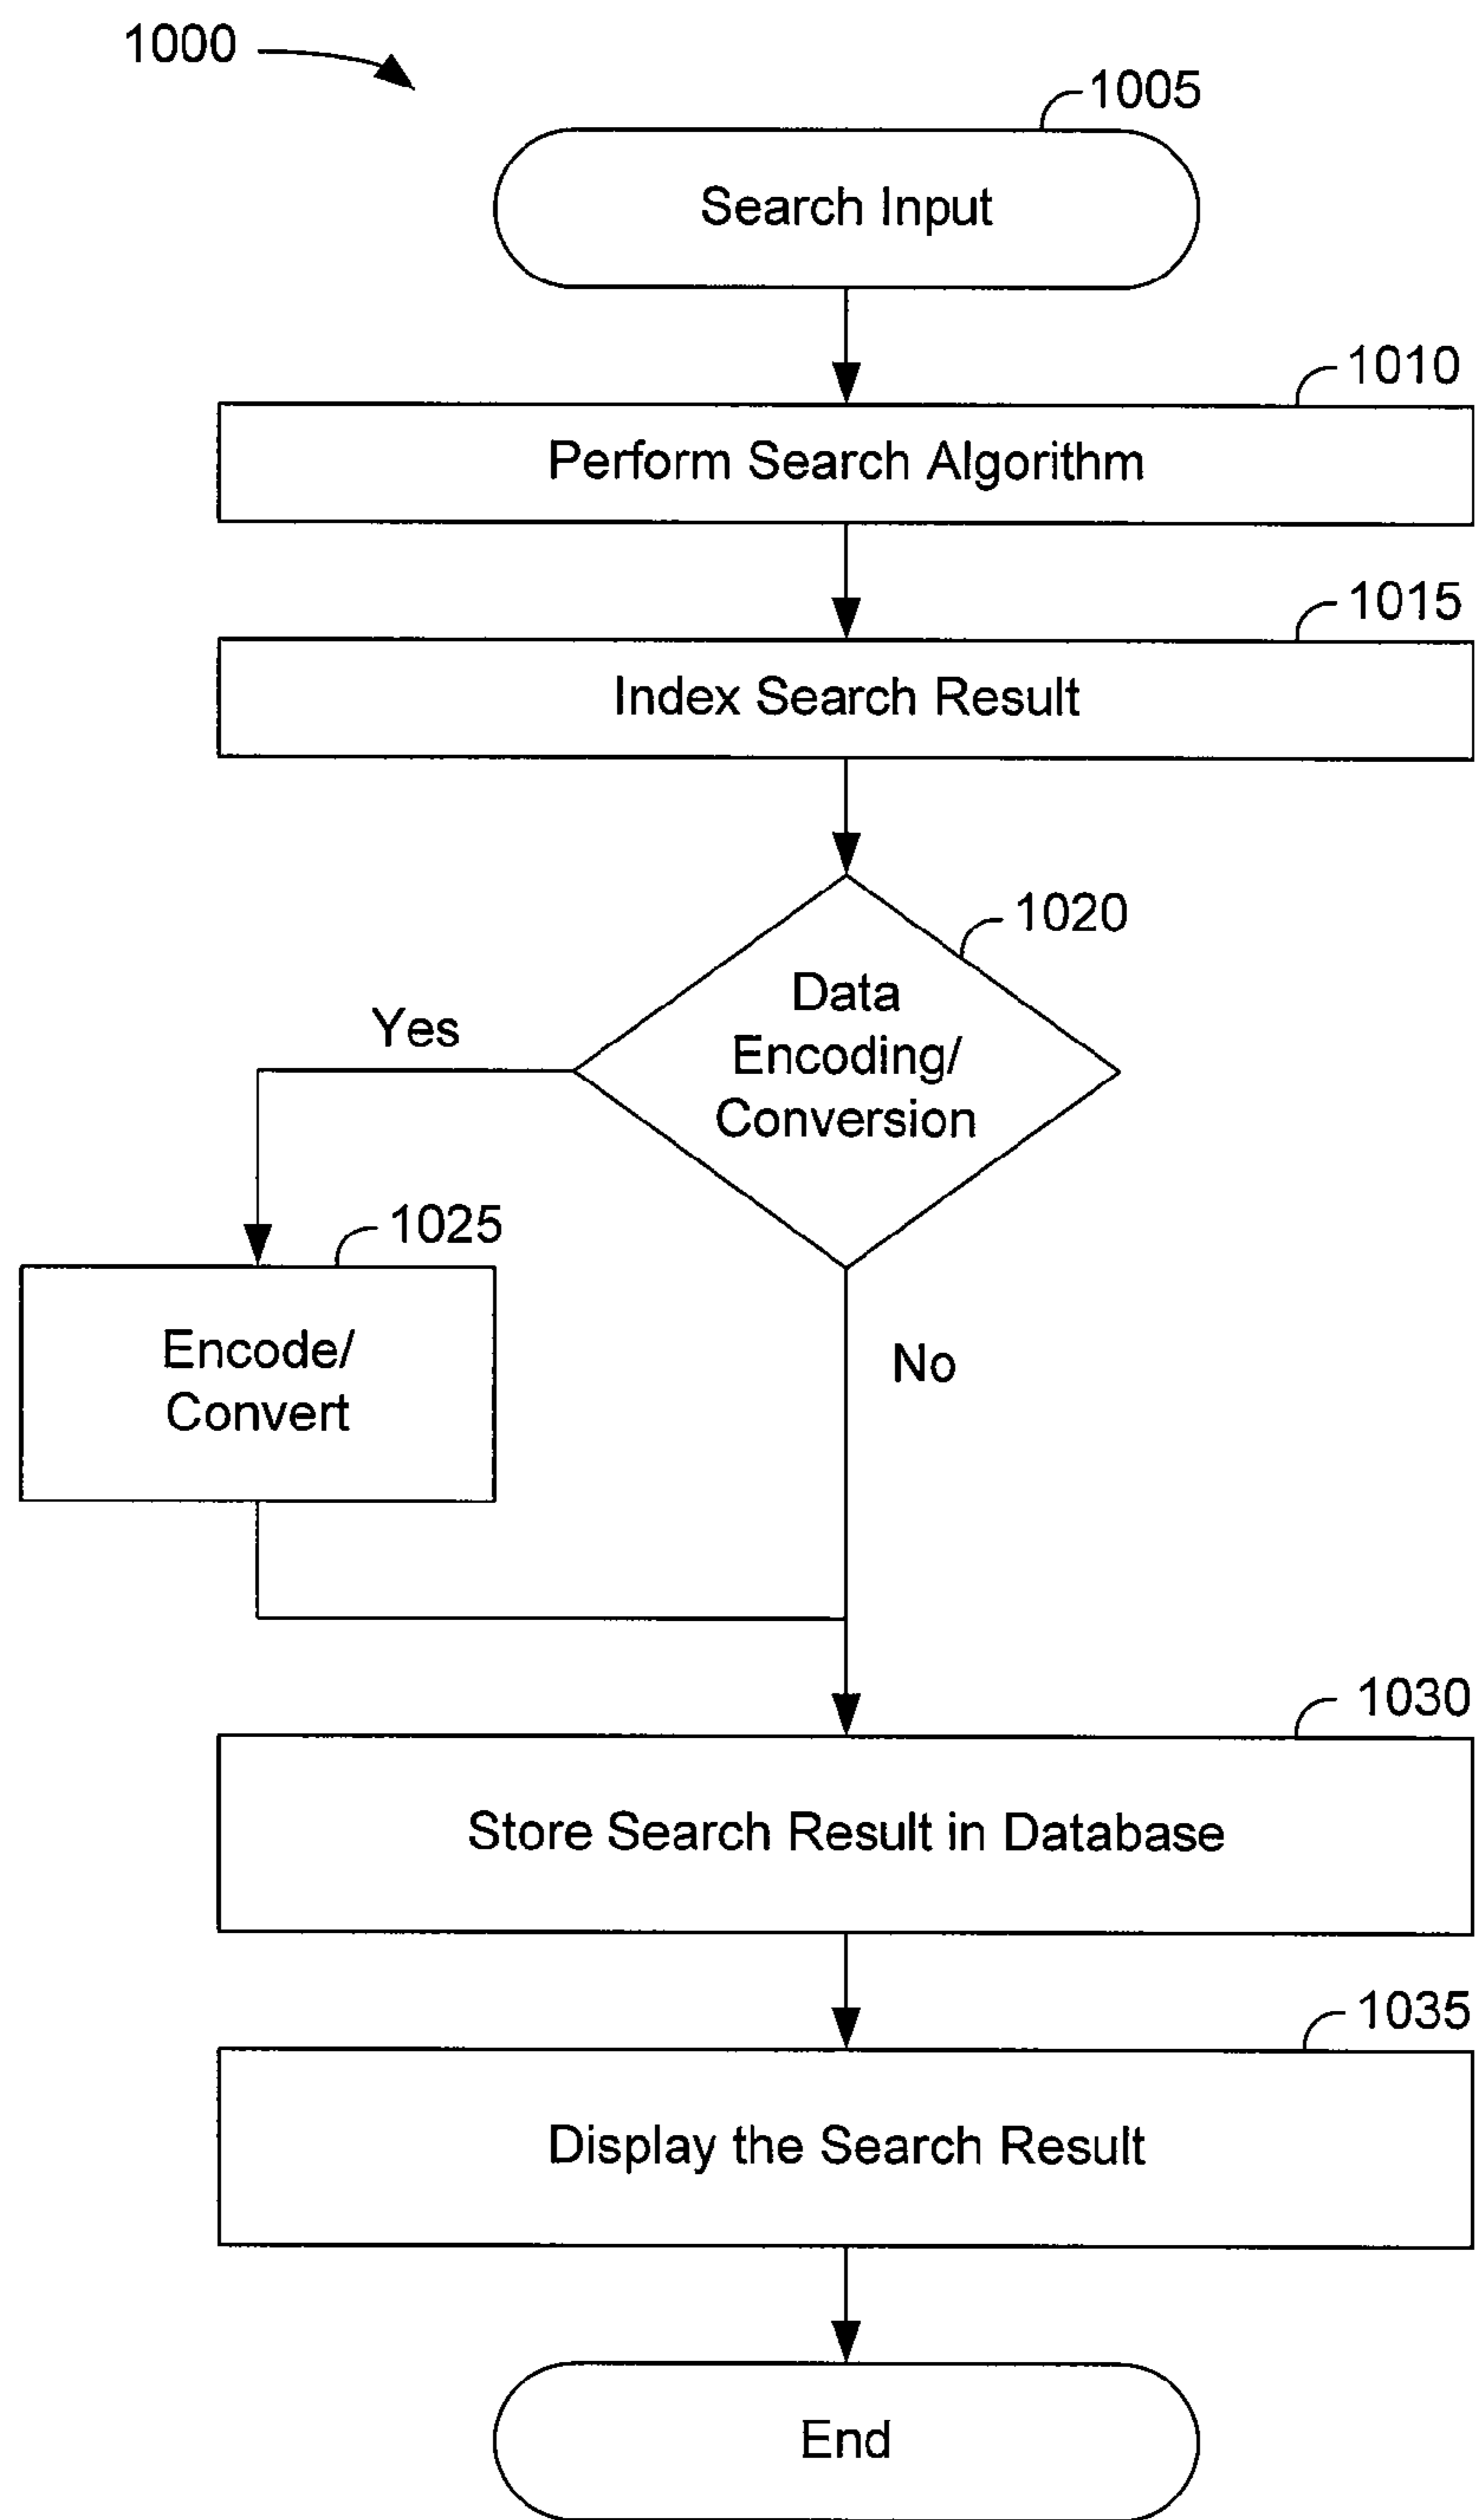 1000
1005
Search Input
1010
Perform Search Algorithm
1015
Index Search Result
1020
Data
Encoding/
Conversion
Yes
1025
Encode/
Convert
No
1030
Store Search Result in Database
1035
Display the Search Result
End